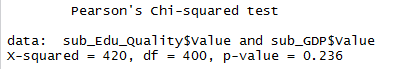 Pearson's Chi-squared test
data:  sub_Edu_Quality$Value and sub_GDP$Value
X-squared = 420, df = 400, p-value = 0.236